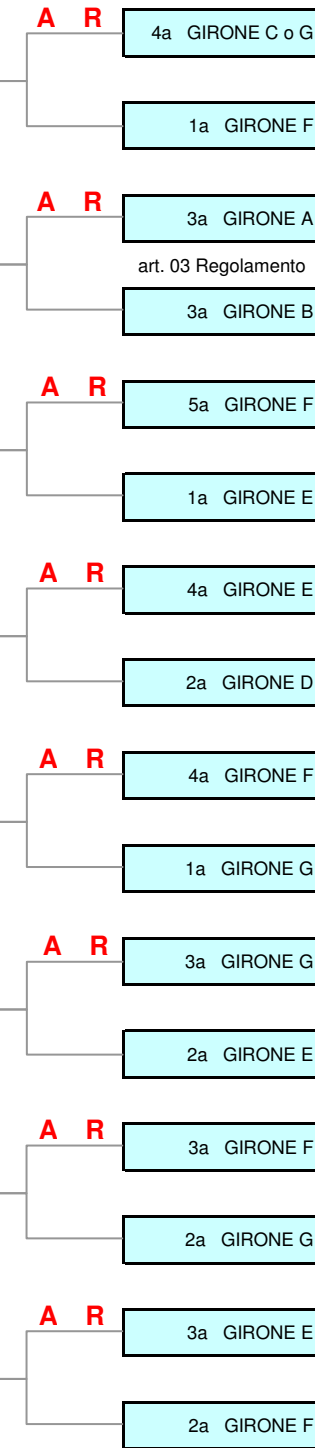 A R
4a GIRONE C o G
1a GIRONE F
A R
3a GIRONE A
art. 03 Regolamento
3a GIRONE B
A R
5a GIRONE F
1a GIRONE E
A R
4a GIRONE E
2a GIRONE D
A R
4a GIRONE F
1a GIRONE G
A R
3a GIRONE G
2a GIRONE E
A R
3a GIRONE F
2a GIRONE G
A R
3a GIRONE E
2a GIRONE F